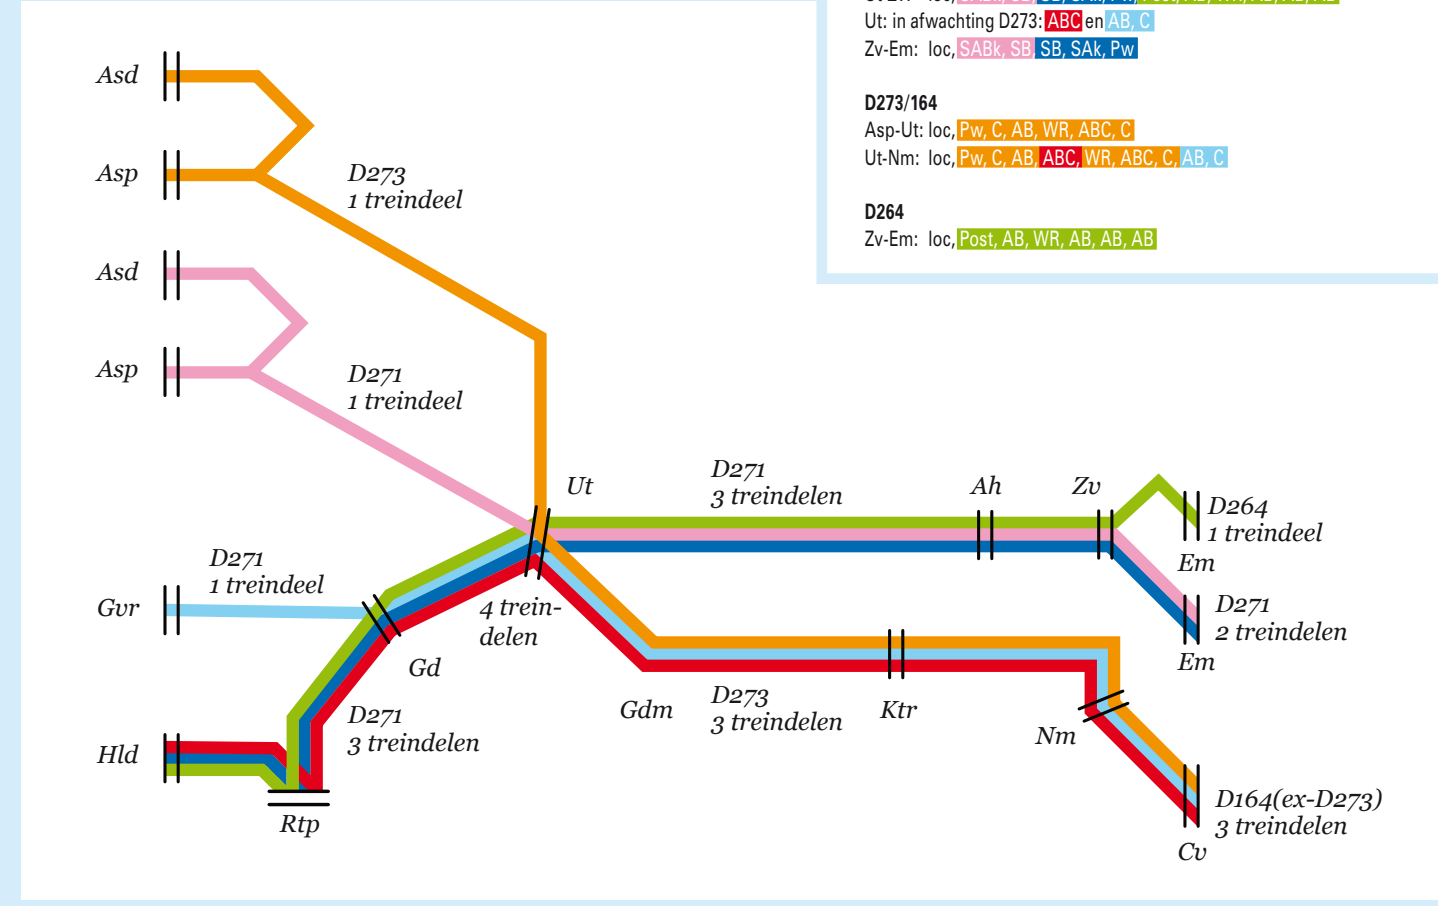 Ut: in afwachting D273: ABC en AB, C
Zv-Em: loc, SABk, SB, SB, SAk, Pw
D273/164
Asp-Ut: loc, Pw, C, AB, WR, ABC, C
Ut-Nm: loc, Pw, C, AB, ABC, WR, ABC, C, AB, C
D264
Zv-Em: loc, Post, AB, WR, AB, AB, AB
Asd
Asp
D273
1 treindeel
Asd
Asp
D271
1 treindeel
Ut
D271
3 treindelen
Ah
Zv
D264
1 treindeel
Em
D271
1 treindeel
Gvr
4 trein-
delen
D271
2 treindelen
Em
Gd
Gdm
D273
3 treindelen
Ktr
Nm
D271
3 treindelen
Hld
Rtp
D164(ex-D273)
3 treindelen
Cv